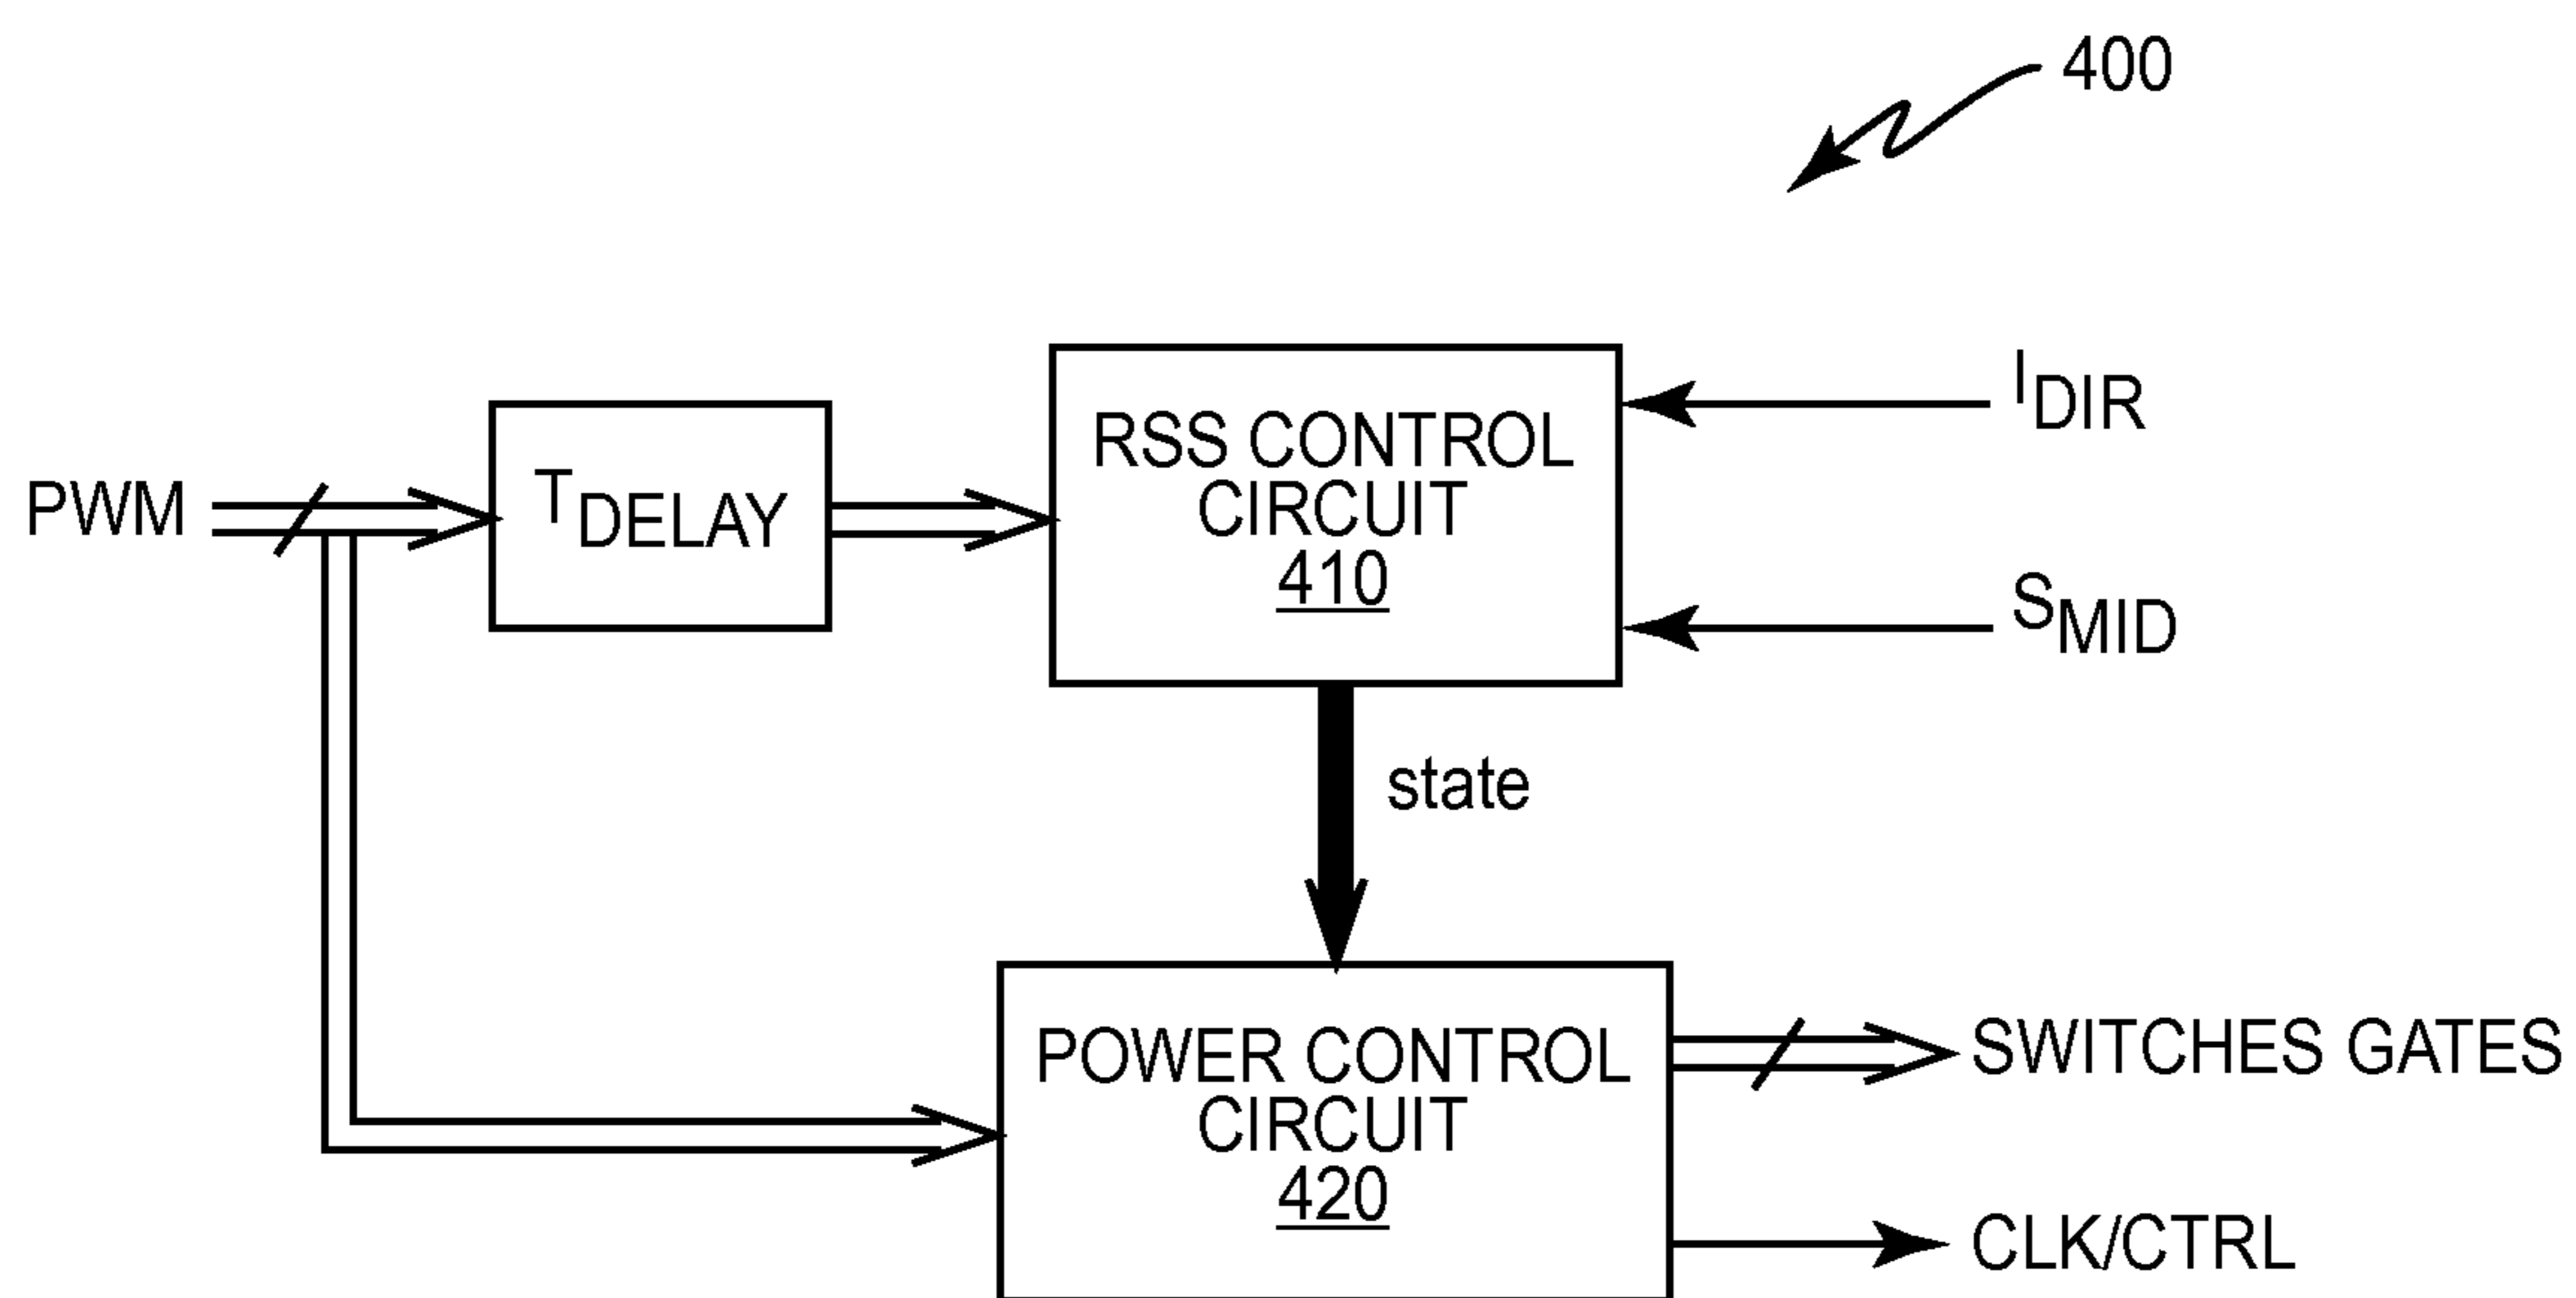 400
PWM
TDELAY
RSS CONTROL
CIRCUIT
410
IDIR
SMID
state
POWER CONTROL
CIRCUIT
420
SWITCHES GATES
CLK/CTRL